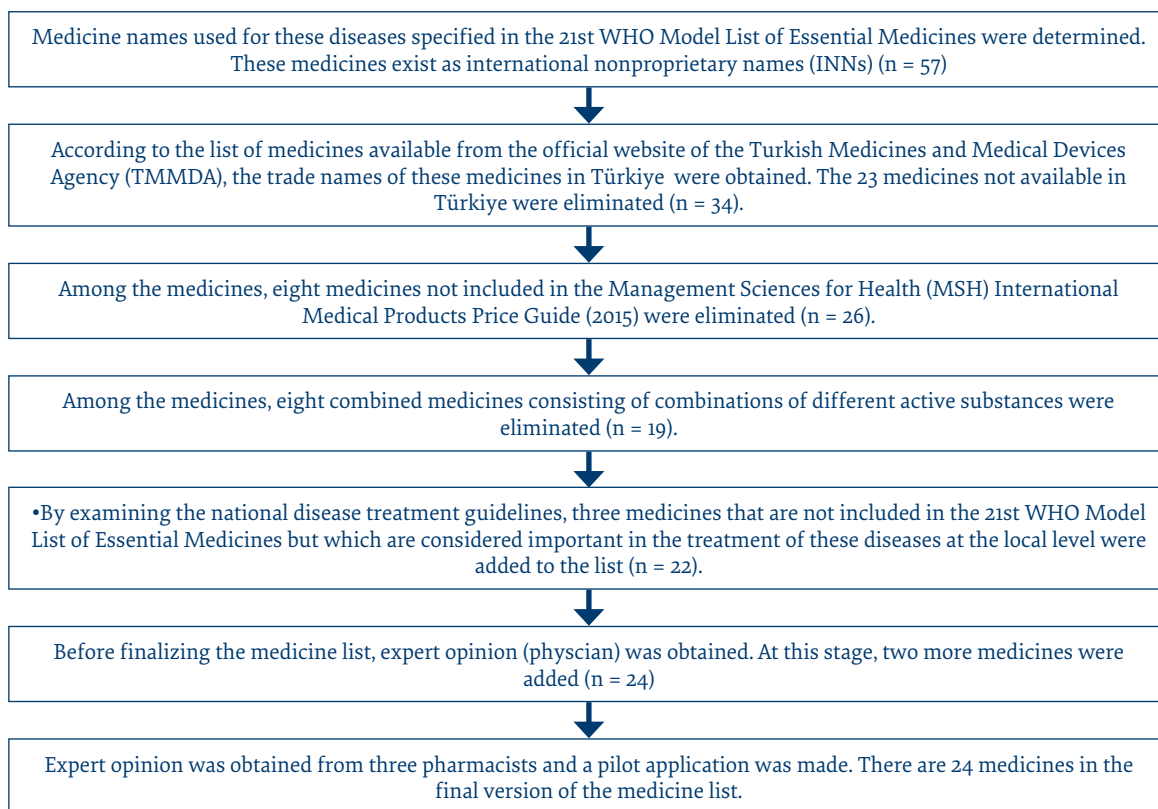 Medicine names used for these diseases specified in the 21st WHO Model List of Essential Medicines were determined.
These medicines exist as international nonproprietary names (INNs) (n = 57)
According to the list of medicines available from the official website of the Turkish Medicines and Medical Devices
Agency (TMMDA), the trade names of these medicines in Türkiye were obtained. The 23 medicines not available in
Türkiye were eliminated (n = 34).
Among the medicines, eight medicines not included in the Management Sciences for Health (MSH) International
Medical Products Price Guide (2015) were eliminated (n = 26).
Among the medicines, eight combined medicines consisting of combinations of different active substances were
eliminated (n = 19).
•By examining the national disease treatment guidelines, three medicines that are not included in the 21st WHO Model
List of Essential Medicines but which are considered important in the treatment of these diseases at the local level were
added to the list (n = 22).
Before finalizing the medicine list, expert opinion (physcian) was obtained. At this stage, two more medicines were
added (n = 24)
Expert opinion was obtained from three pharmacists and a pilot application was made. There are 24 medicines in the
final version of the medicine list.